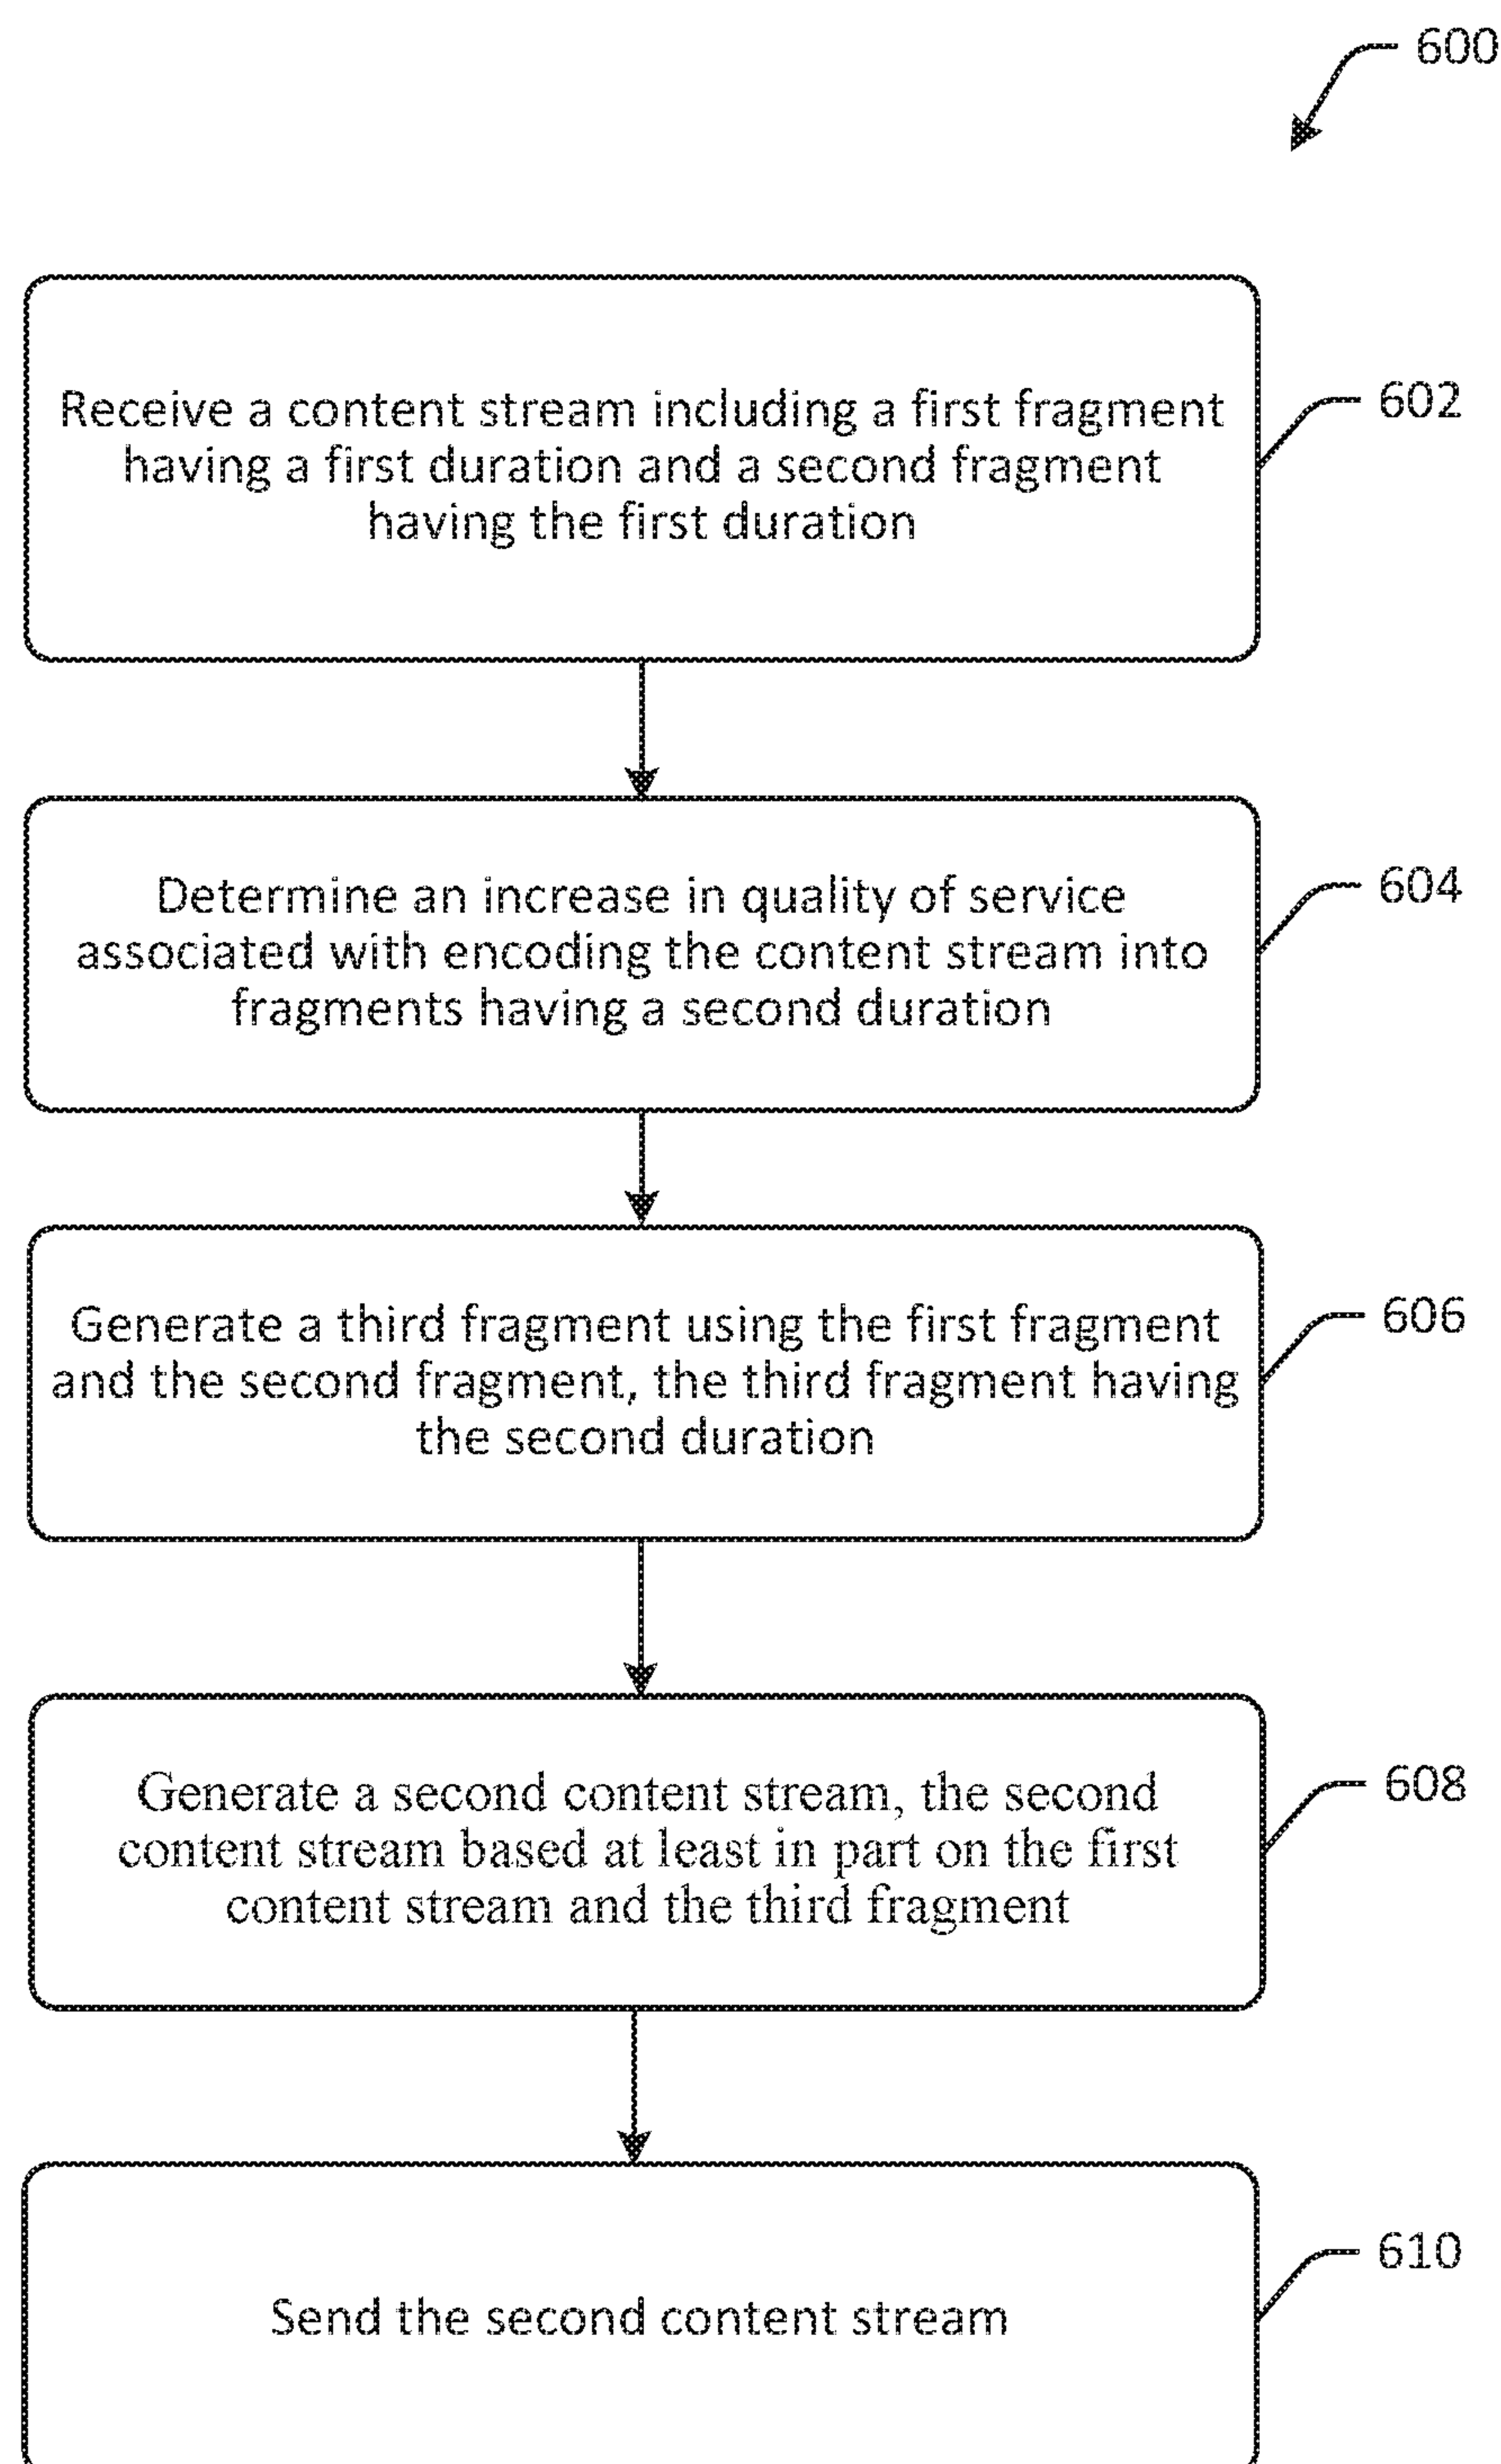 600
Receive a content stream including a first fragment
having a first duration and a second fragment
having the first duration
602
Determine an increase in quality of service
associated with encoding the content stream into
fragments having a second duration
604
Generate a third fragment using the first fragment
and the second fragment, the third fragment having
the second duration
606
Generate a second content stream, the second
content stream based at least in part on the first
content stream and the third fragment
608
Send the second content stream
610